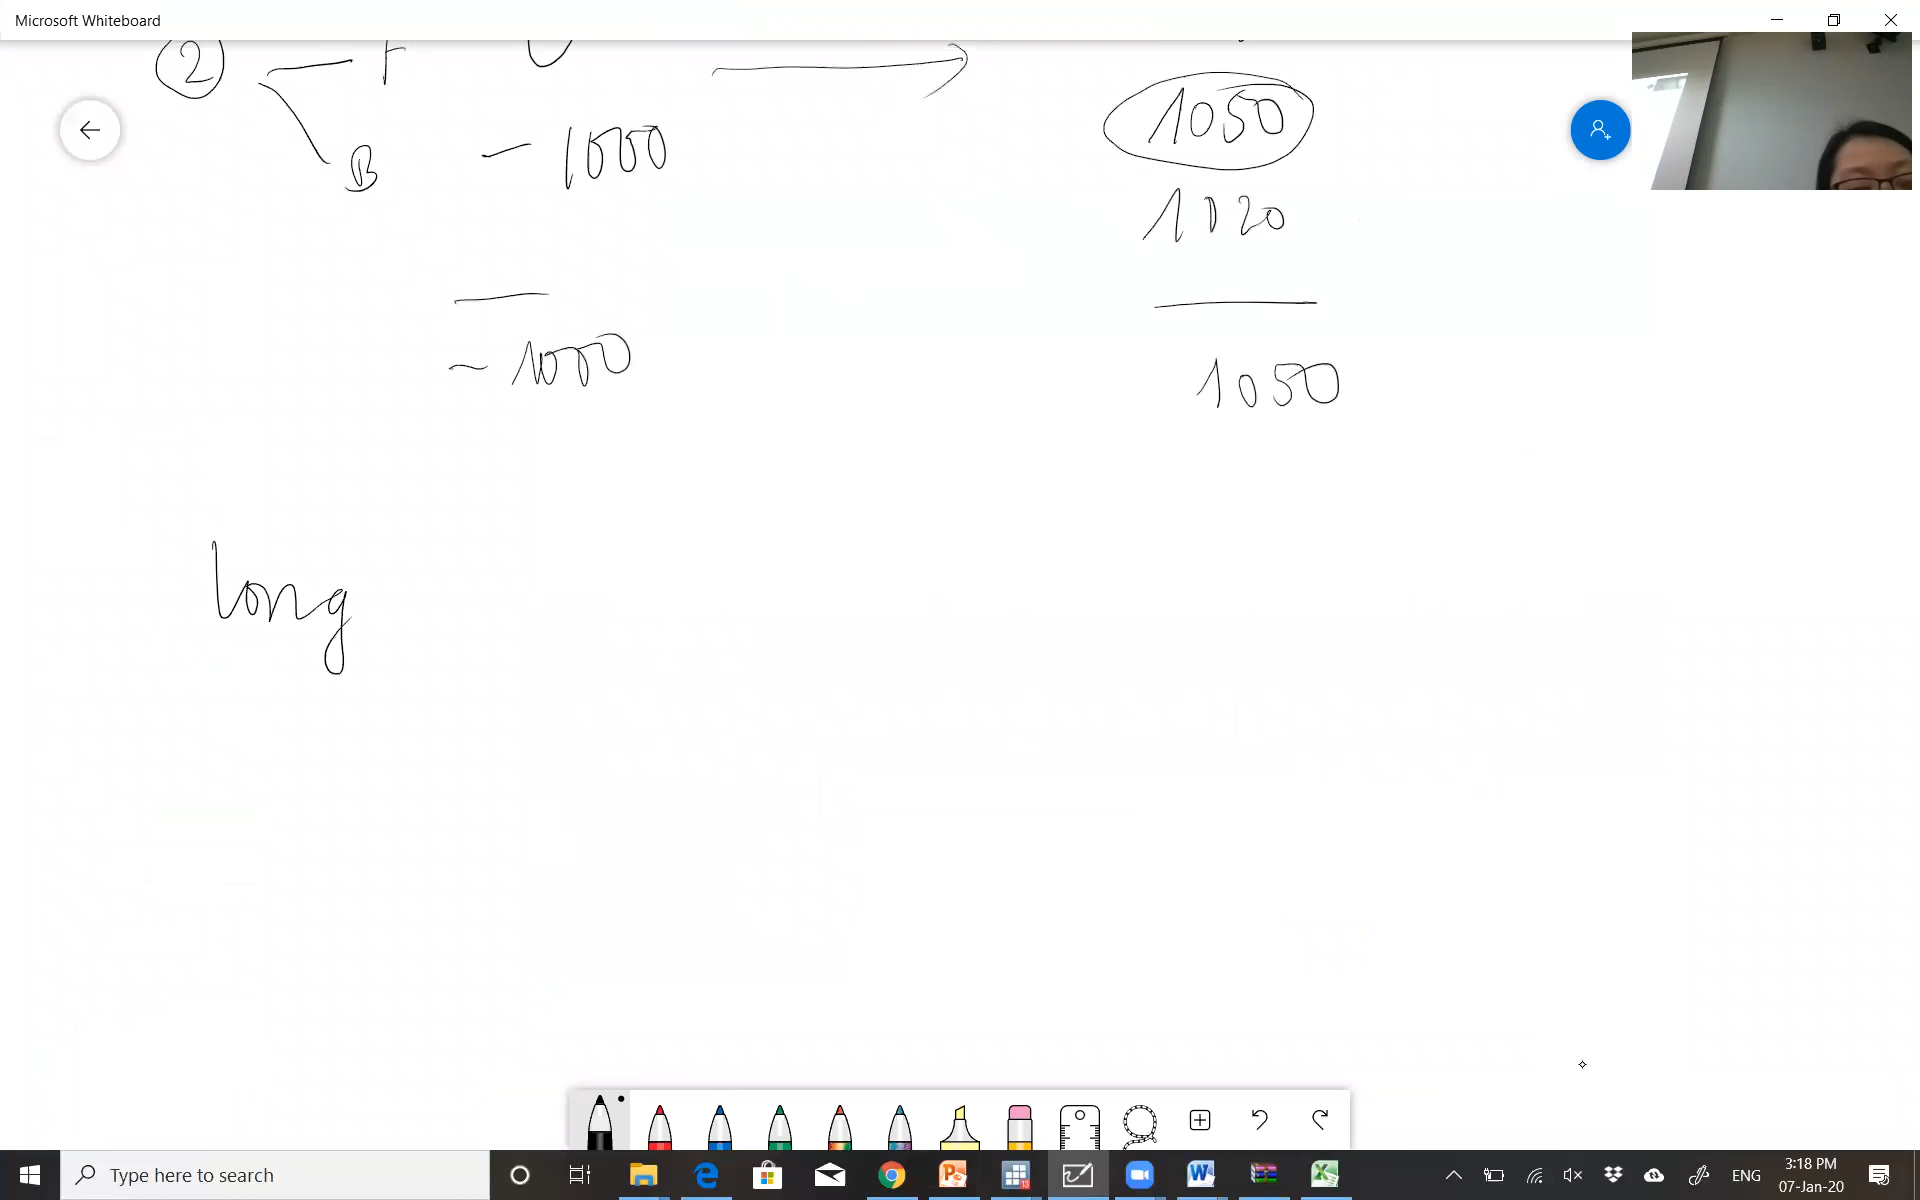 Microsoft Whiteboard
② F 0
B - 1000 1050
1020
- 1000 1050
long
Type here to search
ENG 3:18 PM
07-Jan-20